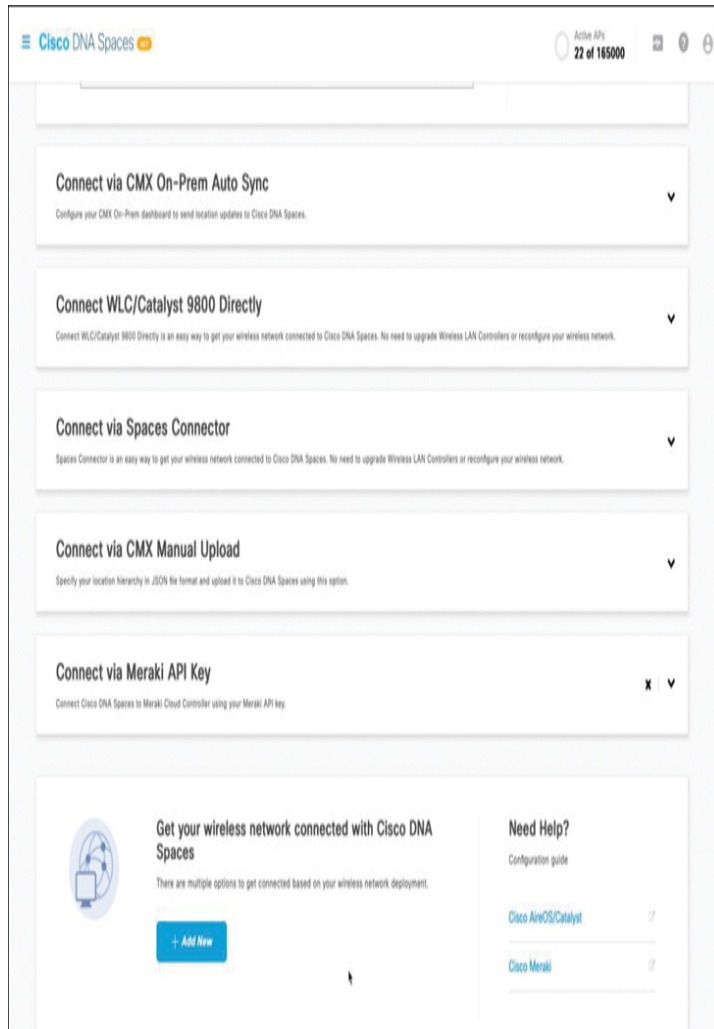 Cisco DNA Spaces ACT
Active APs
22 of 165000
Connect via CMX On-Prem Auto Sync
Configure your CMX On-Prem dashboard to send location updates to Cisco DNA Spaces.
Connect WLC/Catalyst 9800 Directly
Connect WLC/Catalyst 9800 Directly is an easy way to get your wireless network connected to Cisco DNA Spaces. No need to upgrade Wireless LAN Controllers or reconfigure your wireless network.
Connect via Spaces Connector
Spaces Connector is an easy way to get your wireless network connected to Cisco DNA Spaces. No need to upgrade Wireless LAN Controllers or reconfigure your wireless network.
Connect via CMX Manual Upload
Specify your location hierarchy in JSON file format and upload it to Cisco DNA Spaces using this option.
Connect via Meraki API Key
Connect Cisco DNA Spaces to Meraki Cloud Controller using your Meraki API key.
Get your wireless network connected with Cisco DNA
Spaces
There are multiple options to get connected based on your wireless network deployment.
+ Add New
Need Help?
Configuration guide
Cisco AireOS/Catalyst
Cisco Meraki